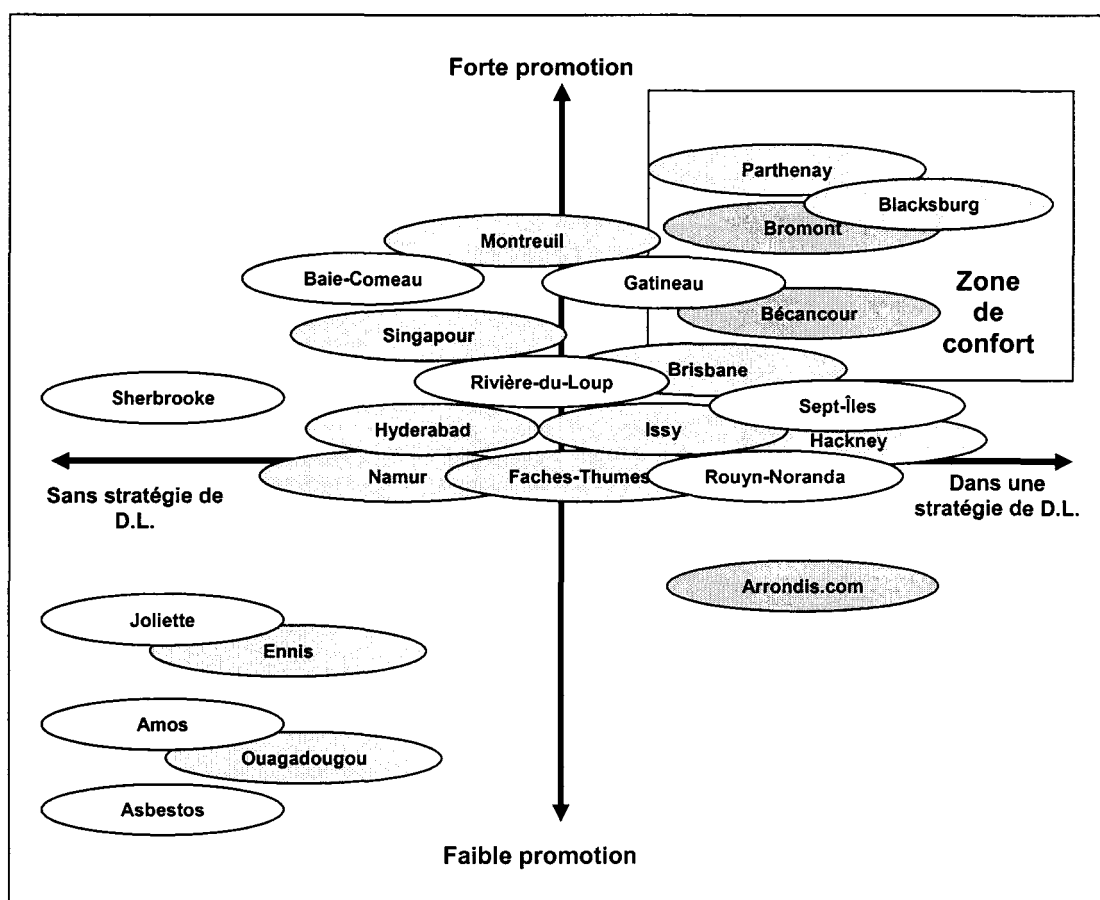 Forte promotion
Parthenay
Blacksburg
Bromont
Montreuil
Baie-Comeau
Gatineau
Zone
de
confort
Bécancour
Singapour
Brisbane
Rivière-du-Loup
Sherbrooke
Sept-Îles
Hyderabad
Issy
Hackney
Namur
Faches-Thumes
Rouyn-Noranda
Sans stratégie de
D.L.
Dans une
stratégie de D.L.
Arrondis.com
Joliette
Ennis
Amos
Ouagadougou
Asbestos
Faible promotion